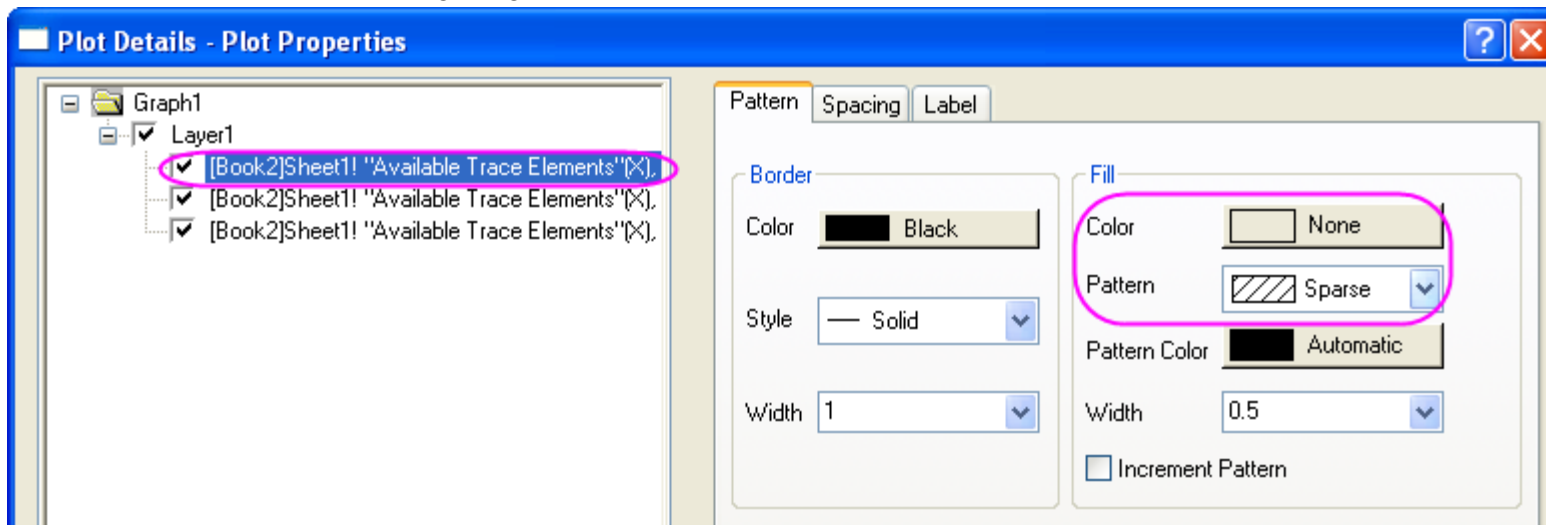 Plot Details - Plot Properties
Graph1
Layer1
[Book2]Sheet1! "Available Trace Elements"(X),
[Book2]Sheet1! "Available Trace Elements"(X),
[Book2]Sheet1! "Available Trace Elements"(X),
Pattern Spacing Label
Border
Color Black
Style Solid
Width 1
Fill
Color None
Pattern Sparse
Pattern Color Automatic
Width 0.5
Increment Pattern